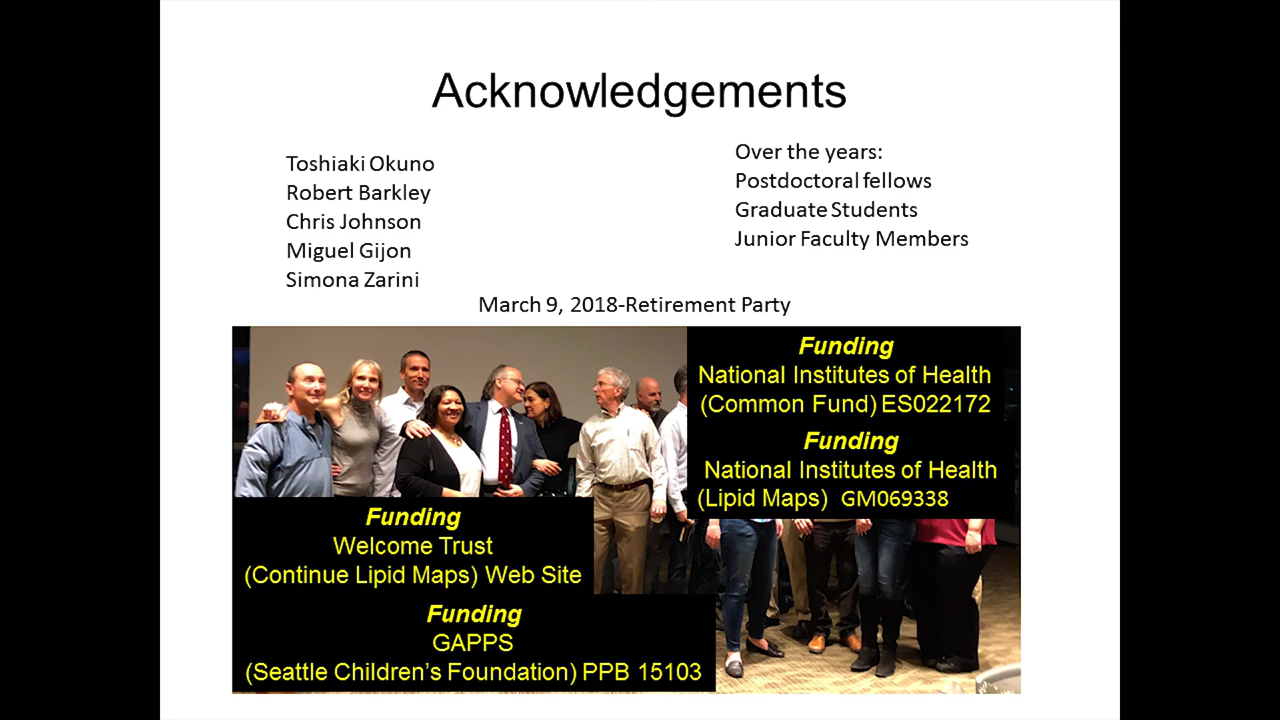 Acknowledgements
Toshiaki Okuno
Robert Barkley
Chris Johnson
Miguel Gijon
Simona Zarini
Over the years:
Postdoctoral fellows
Graduate Students
Junior Faculty Members
March 9, 2018-Retirement Party
Funding
National Institutes of Health
(Common Fund) ES022172
Funding
National Institutes of Health
(Lipid Maps) GM069338
Funding
Welcome Trust
(Continue Lipid Maps) Web Site
Funding
GAPPS
(Seattle Children's Foundation) PPB 15103